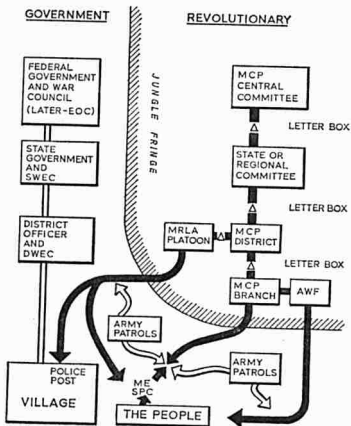 GOVERNMENT
REVOLUTIONARY
FEDERAL
GOVERNMENT
AND WAR
COUNCIL
(LATER-EOC)
STATE
GOVERNMENT
AND
SWEC
DISTRICT
OFFICER
AND
DWEC
POLICE
POST
VILLAGE
JUNGLE FRINGE
MCP
CENTRAL
COMMITTEE
LETTER BOX
STATE OR
REGIONAL
COMMITTEE
LETTER BOX
MRLA
PLATOON
MCP
DISTRICT
LETTER BOX
MCP
BRANCH
AWF
ARMY
PATROLS
ARMY
PATROLS
ME
SPC
THE PEOPLE